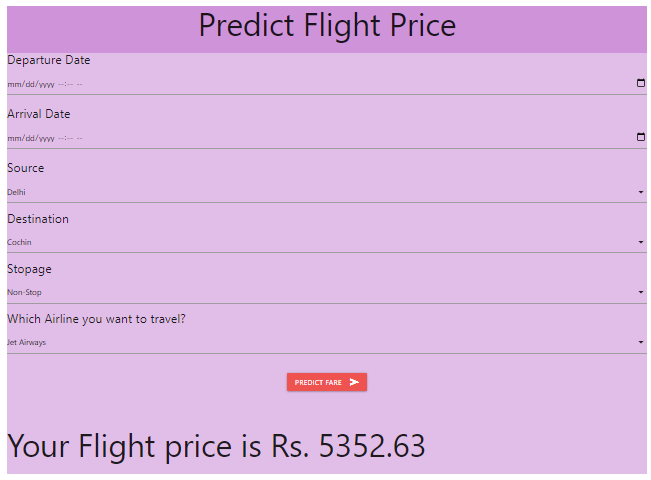 Predict Flight Price
Departure Date
mm/dd/yyyy --:-- --
Arrival Date
mm/dd/yyyy --:-- --
Source
Delhi
Destination
Cochin
Stopage
Non-Stop
Which Airline you want to travel?
Jet Airways
PREDICT FARE
Your Flight price is Rs. 5352.63